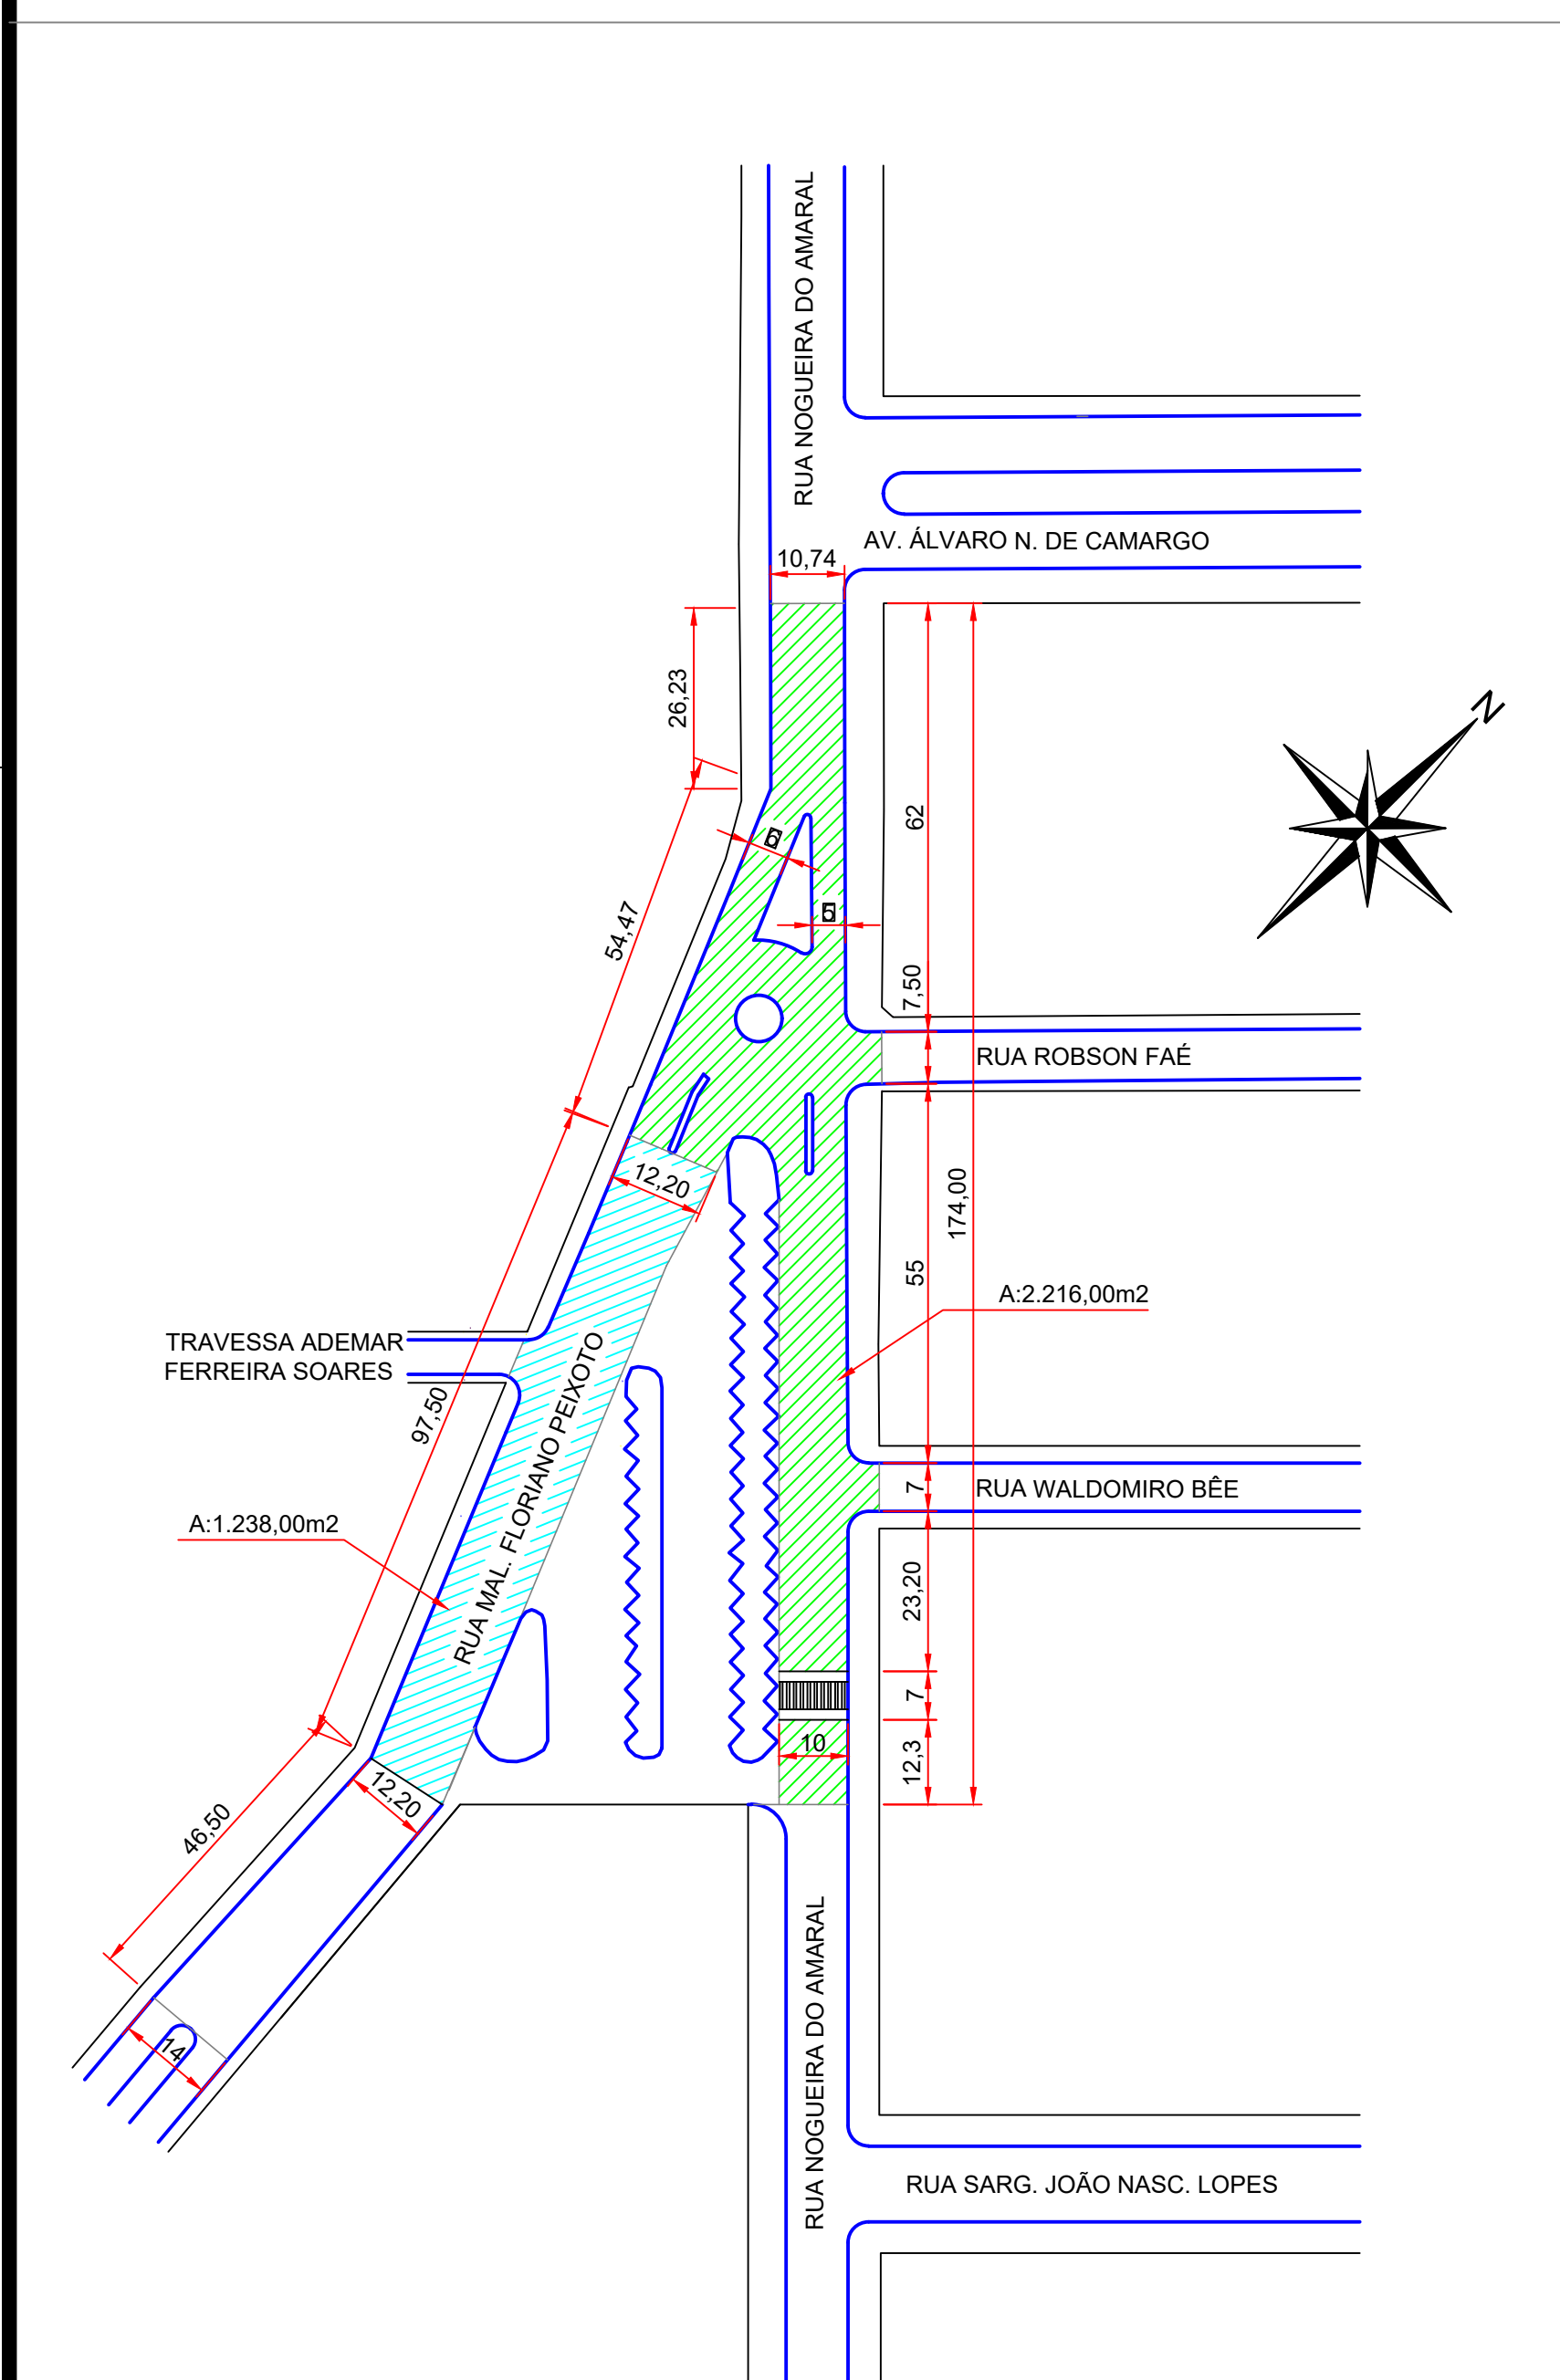 RUA NOGUEIRA DO AMARAL
AV. ÁLVARO N. DE CAMARGO
10,74
26,23
N
62
6
54,47
5
7,50
RUA ROBSON FAÉ
12,20
174,00
55
A:2.216,00m2
TRAVESSA ADEMAR
FERREIRA SOARES
97,50
RUA MAL. FLORIANO PEIXOTO
7
RUA WALDOMIRO BÊE
A:1.238,00m2
23,20
7
10
12,3
12,20
46,50
RUA NOGUEIRA DO AMARAL
14
RUA SARG. JOÃO NASC. LOPES